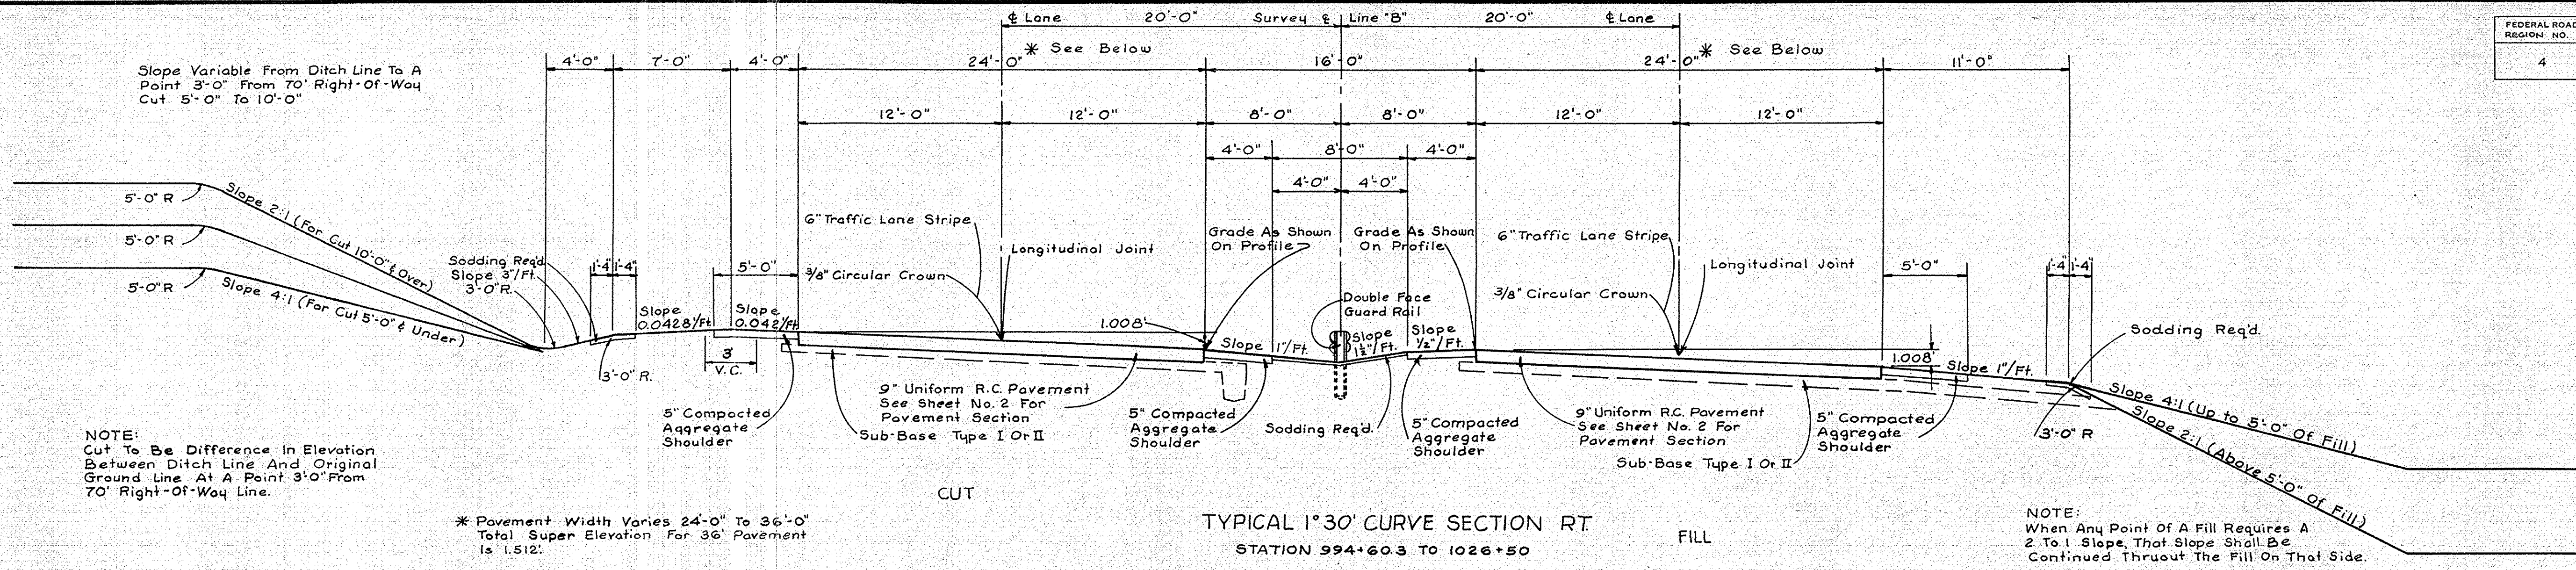 ℄ Lane 20'-0" Survey ℄ Line "B" 20'-0" ℄ Lane
FEDERAL ROAD
REGION NO.
4
* See Below
* See Below
4'-0" 7'-0" 4'-0" 24'-0" 16'-0" 24'-0" 11'-0"
Slope Variable From Ditch Line To A
Point 3'-0" From 70' Right-Of-Way
Cut 5'-0" To 10'-0"
12'-0" 12'-0" 8'-0" 8'-0" 12'-0" 12'-0"
4'-0" 8'-0" 4'-0"
4'-0" 4'-0"
5'-0" R
5'-0" R
5'-0" R
Slope 2:1 (For Cut 10'-0" & Over)
Slope 4:1 (For Cut 5'-0" & Under)
Sodding Req'd
Slope 3"/Ft.
3'-0" R.
1'-4" 1'-4"
5'-0"
Slope
0.0428'/Ft.
Slope
0.042'/Ft.
3'
V.C.
3'-0" R.
6" Traffic Lane Stripe
Longitudinal Joint
3/8" Circular Crown
Grade As Shown
On Profile
Grade As Shown
On Profile
1.008'
Slope 1"/Ft.
Double Face
Guard Rail
Slope
1½"/Ft.
Slope
½"/Ft.
6" Traffic Lane Stripe
Longitudinal Joint
3/8" Circular Crown
5'-0"
1'-4" 1'-4"
1.008'
Slope 1"/Ft.
Sodding Req'd.
Slope 4:1 (Up to 5'-0" Of Fill)
Slope 2:1 (Above 5'-0" Of Fill)
3'-0" R
5" Compacted
Aggregate
Shoulder
9" Uniform R.C. Pavement
See Sheet No. 2 For
Pavement Section
Sub-Base Type I Or II
5" Compacted
Aggregate
Shoulder
Sodding Req'd.
5" Compacted
Aggregate
Shoulder
9" Uniform R.C. Pavement
See Sheet No. 2 For
Pavement Section
Sub-Base Type I Or II
5" Compacted
Aggregate
Shoulder
NOTE:
Cut To Be Difference In Elevation
Between Ditch Line And Original
Ground Line At A Point 3'-0" From
70' Right-Of-Way Line.
CUT
* Pavement Width Varies 24'-0" To 36'-0"
Total Super Elevation For 36' Pavement
Is 1.512'.
TYPICAL 1°30' CURVE SECTION RT.
STATION 994+60.3 TO 1026+50
FILL
NOTE:
When Any Point Of A Fill Requires A
2 To 1 Slope, That Slope Shall Be
Continued Thruout The Fill On That Side.